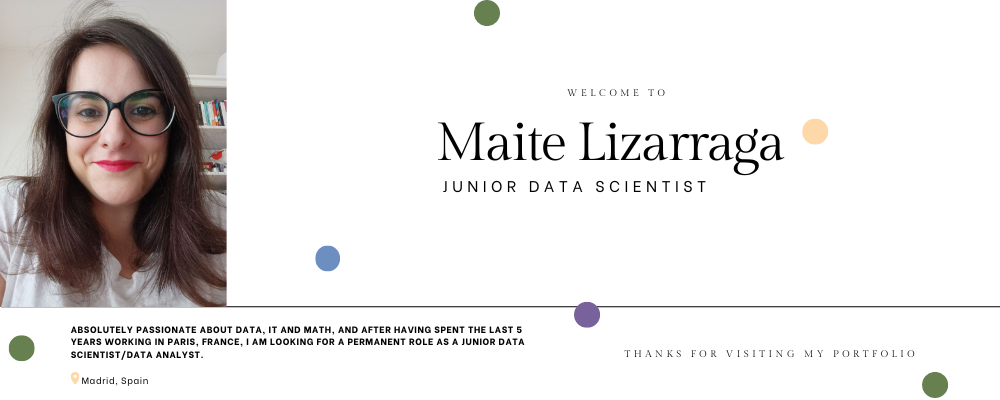 WELCOME TO
Maite Lizarraga
JUNIOR DATA SCIENTIST
ABSOLUTELY PASSIONATE ABOUT DATA, IT AND MATH, AND AFTER HAVING SPENT THE LAST 5
YEARS WORKING IN PARIS, FRANCE, I AM LOOKING FOR A PERMANENT ROLE AS A JUNIOR DATA
SCIENTIST/DATA ANALYST.
Madrid, Spain
THANKS FOR VISITING MY PORTFOLIO